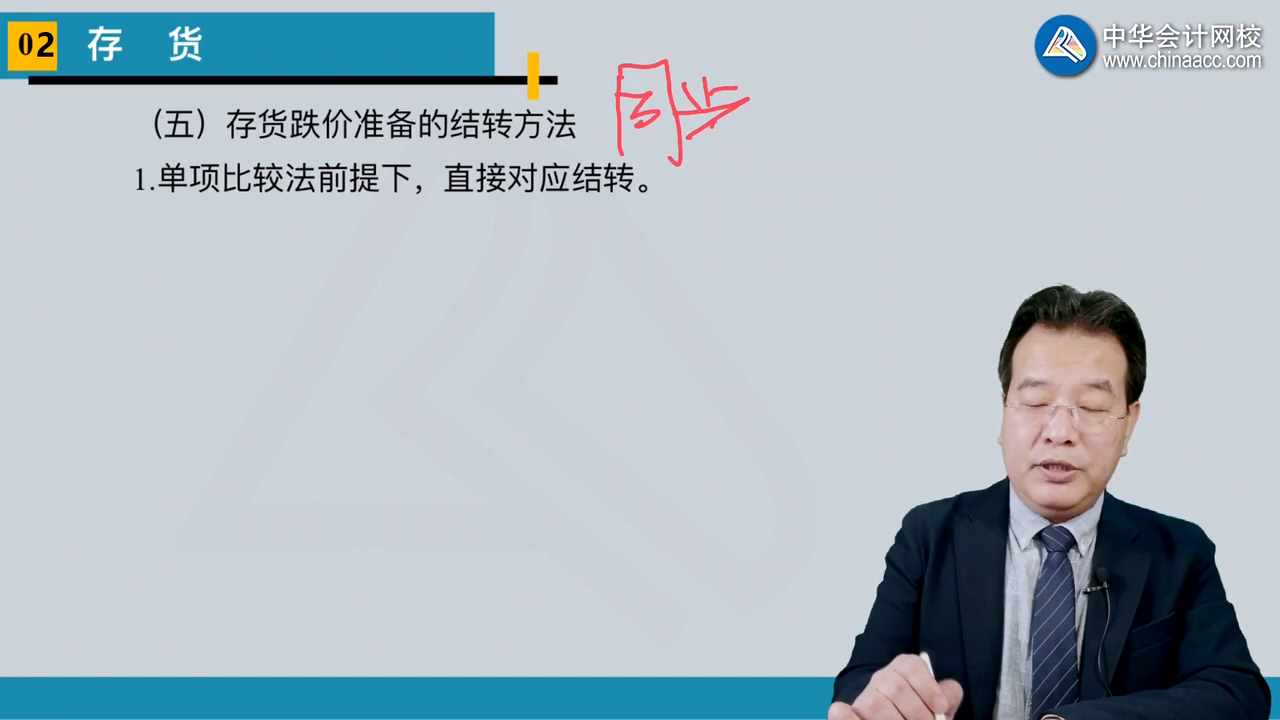 02 存 货
中华会计网校
www.chinaacc.com
（五）存货跌价准备的结转方法
同步
1.单项比较法前提下，直接对应结转。